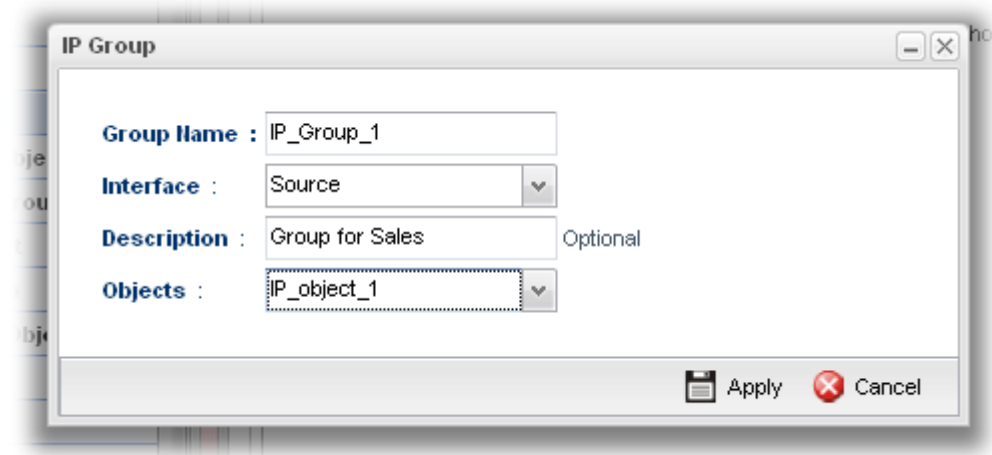 IP Group
Group Name : IP_Group_1
Interface : Source
Description : Group for Sales Optional
Objects : IP_object_1
Apply Cancel